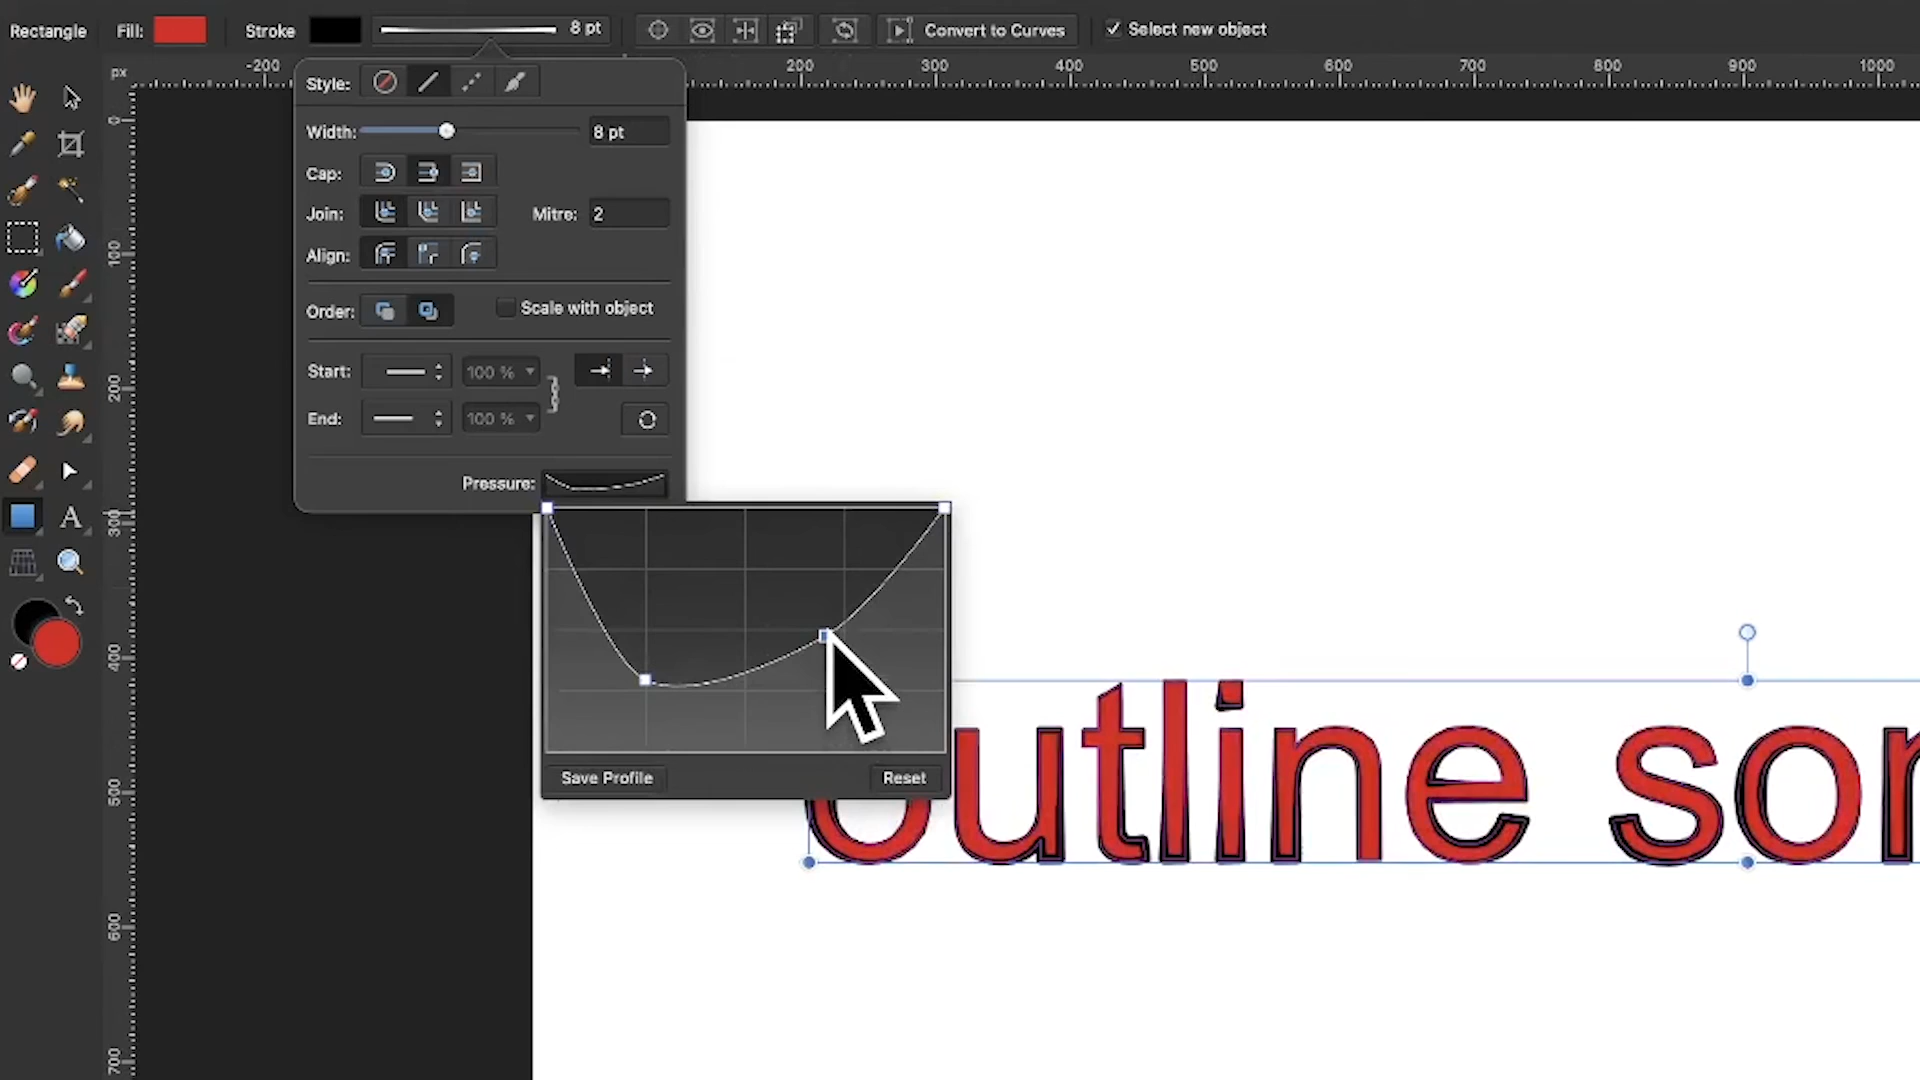 Rectangle Fill: Stroke 8 pt Convert to Curves Select new object
px -200 200 300 400 500 600 700 800 900 1000
Style:
Width: 8 pt
Cap:
Join: Mitre: 2
Align:
Order: Scale with object
Start: 100 %
End: 100 %
Pressure:
Save Profile Reset
outline sor
0
100
200
300
400
500
600
700
A